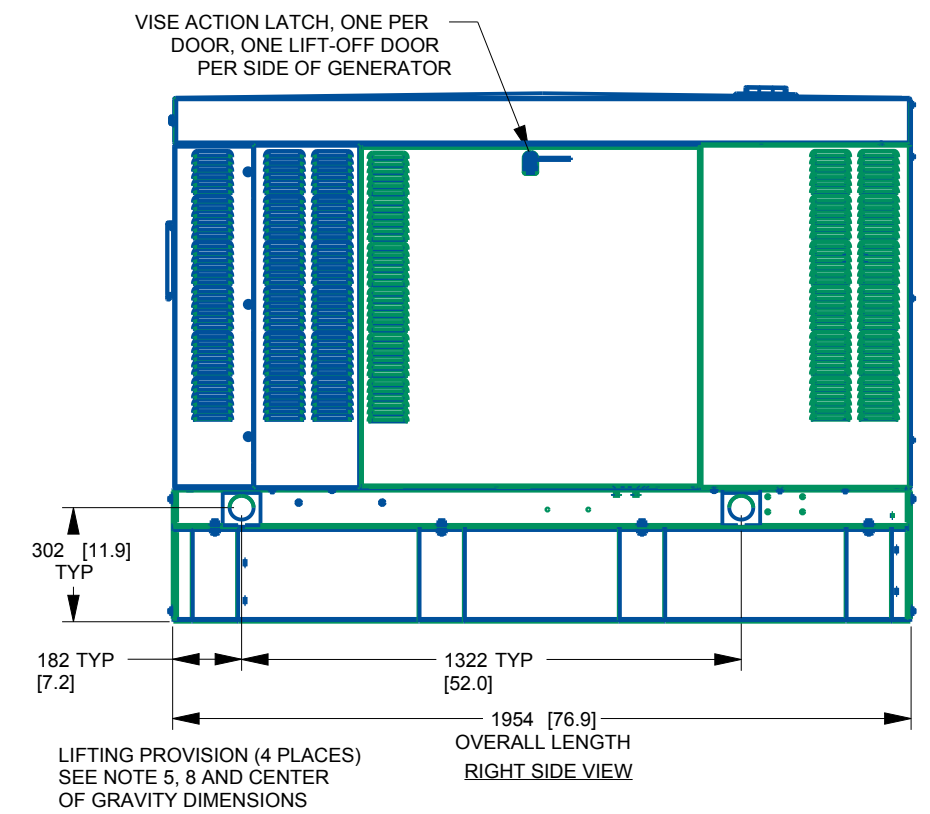 VISE ACTION LATCH, ONE PER
DOOR, ONE LIFT-OFF DOOR
PER SIDE OF GENERATOR
302 [11.9]
TYP
182 TYP
[7.2]
1322 TYP
[52.0]
1954 [76.9]
OVERALL LENGTH
RIGHT SIDE VIEW
LIFTING PROVISION (4 PLACES)
SEE NOTE 5, 8 AND CENTER
OF GRAVITY DIMENSIONS